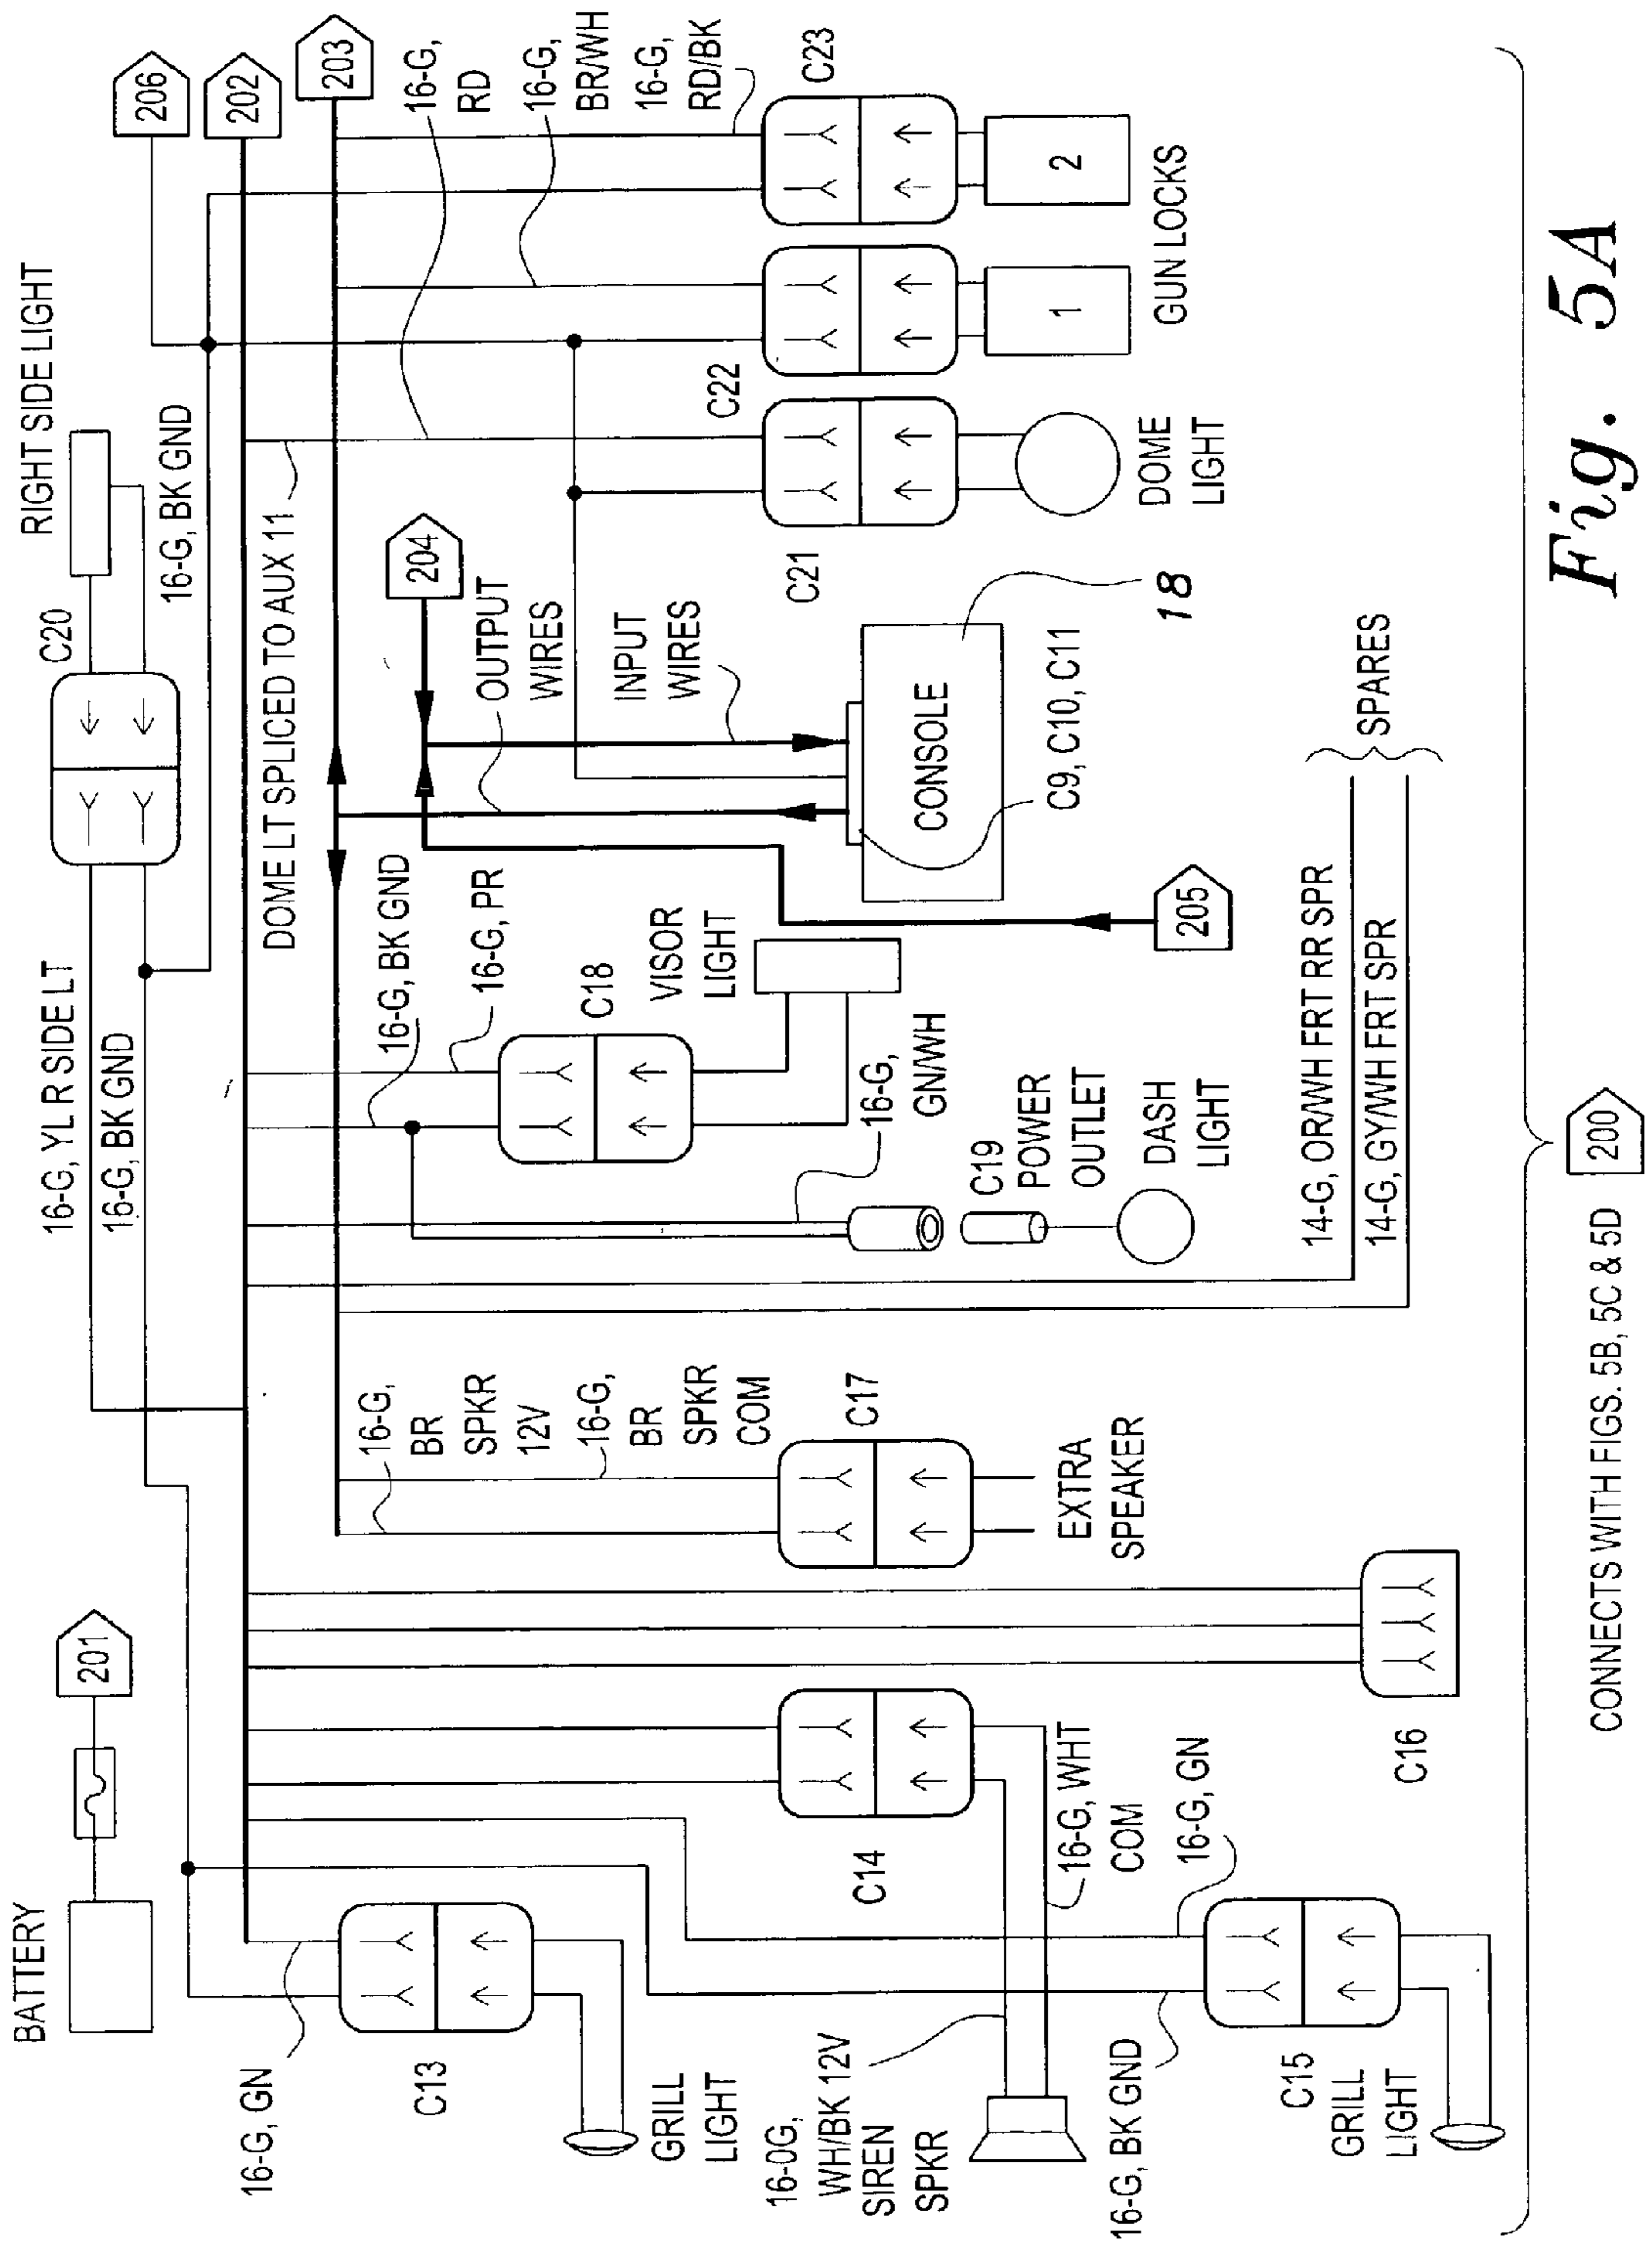 BATTERY
201
16-G, GN
C13
GRILL
LIGHT
16-0G,
WH/BK 12V
SIREN
SPKR
16-G, WHT
COM
C14
16-G, BK GND
16-G, GN
C15
GRILL
LIGHT
C16
16-G, YL R SIDE LT
16-G, BK GND
C20
RIGHT SIDE LIGHT
16-G, BK GND
206
202
203
DOME LT SPLICED TO AUX 11
16-G,
BR
SPKR
12V
16-G,
BR
SPKR
COM
C17
EXTRA
SPEAKER
16-G, BK GND
16-G, PR
C18
VISOR
LIGHT
16-G,
GN/WH
C19
POWER
OUTLET
DASH
LIGHT
204
OUTPUT
WIRES
INPUT
WIRES
CONSOLE
18
C9, C10, C11
205
16-G,
RD
16-G,
BR/WH
16-G,
RD/BK
C21
C22
C23
DOME
LIGHT
1
2
GUN LOCKS
14-G, OR/WH FRT RR SPR
14-G, GY/WH FRT SPR
SPARES
CONNECTS WITH FIGS. 5B, 5C & 5D
200
Fig. 5A